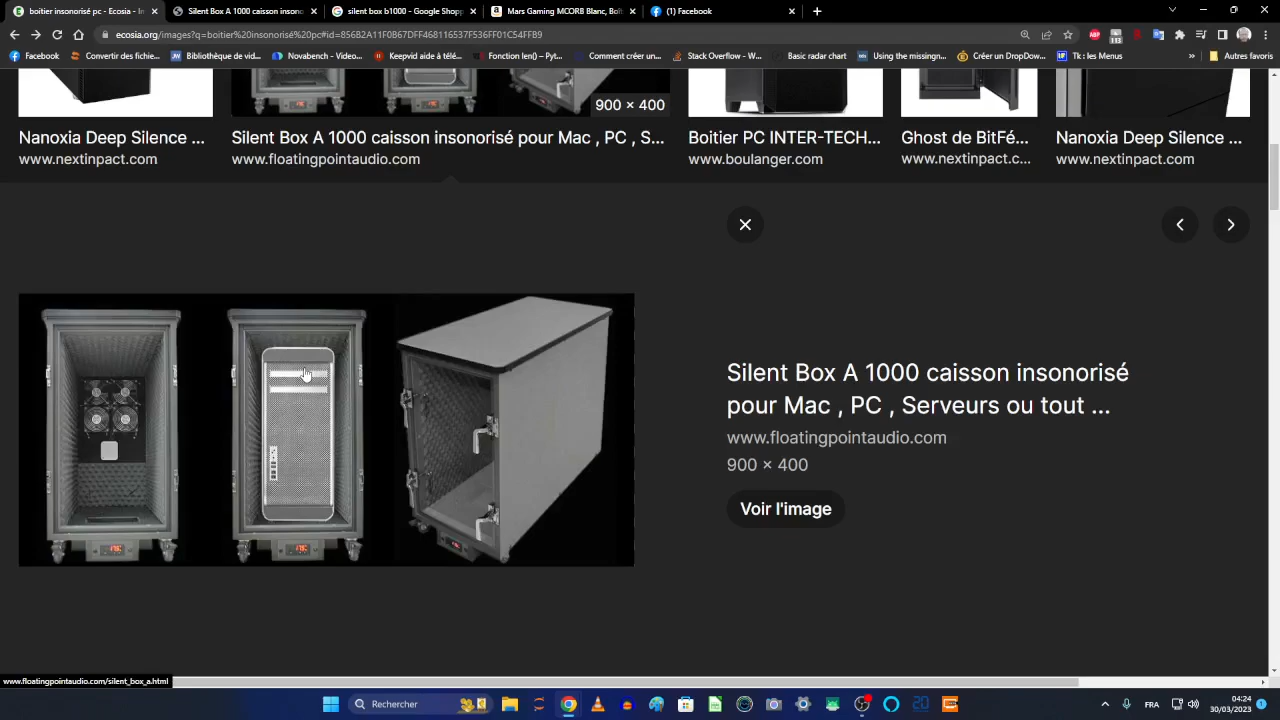 boitier insonorisé pc - Ecosia - In
Silent Box A 1000 caisson insono
silent box b1000 - Google Shopp
Mars Gaming MCORB Blanc, Boît
(1) Facebook
ecosia.org/images?q=boitier%20insonorisé%20pc#id=856B2A11F0B67DFF468116537F536FF01C54FFB9
Facebook
Convertir des fichie...
Bibliothèque de vid...
Novabench - Video...
Keepvid aide à télé...
Fonction len() – Pyt...
Comment créer un...
Stack Overflow - W...
Basic radar chart
Using the missingn...
Créer un DropDow...
Tk : les Menus
»
Autres favoris
900 × 400
Nanoxia Deep Silence ...
www.nextinpact.com
Silent Box A 1000 caisson insonorisé pour Mac , PC , S...
www.floatingpointaudio.com
Boitier PC INTER-TECH...
www.boulanger.com
Ghost de BitFé...
www.nextinpact.c...
Nanoxia Deep Silence ...
www.nextinpact.com
Silent Box A 1000 caisson insonorisé
pour Mac , PC , Serveurs ou tout ...
www.floatingpointaudio.com
900 × 400
Voir l'image
www.floatingpointaudio.com/silent_box_a.html
Rechercher
FRA
04:24
30/03/2023